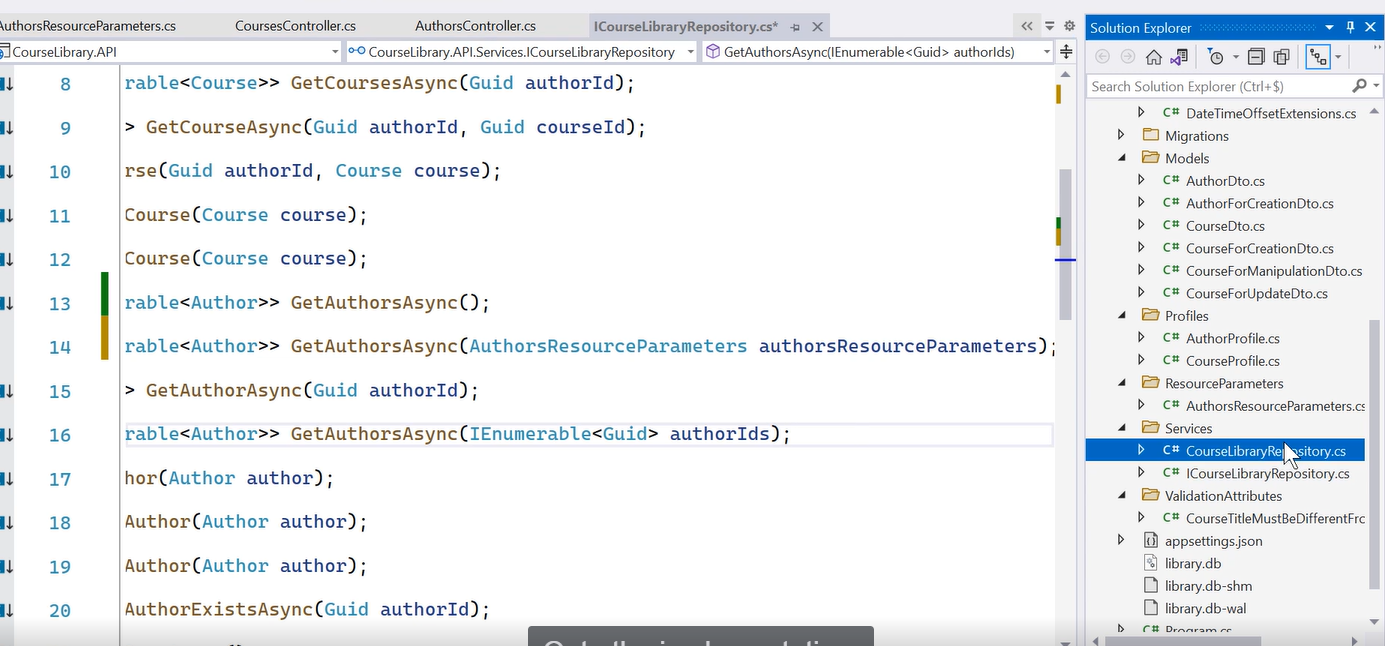 AuthorsResourceParameters.cs CoursesController.cs AuthorsController.cs ICourseLibraryRepository.cs*
CourseLibrary.API CourseLibrary.API.Services.ICourseLibraryRepository GetAuthorsAsync(IEnumerable<Guid> authorIds)
8 rable<Course>> GetCoursesAsync(Guid authorId);
9 > GetCourseAsync(Guid authorId, Guid courseId);
10 rse(Guid authorId, Course course);
11 Course(Course course);
12 Course(Course course);
13 rable<Author>> GetAuthorsAsync();
14 rable<Author>> GetAuthorsAsync(AuthorsResourceParameters authorsResourceParameters);
15 > GetAuthorAsync(Guid authorId);
16 rable<Author>> GetAuthorsAsync(IEnumerable<Guid> authorIds);
17 hor(Author author);
18 Author(Author author);
19 Author(Author author);
20 AuthorExistsAsync(Guid authorId);
Solution Explorer
Search Solution Explorer (Ctrl+$)
C# DateTimeOffsetExtensions.cs
Migrations
Models
C# AuthorDto.cs
C# AuthorForCreationDto.cs
C# CourseDto.cs
C# CourseForCreationDto.cs
C# CourseForManipulationDto.cs
C# CourseForUpdateDto.cs
Profiles
C# AuthorProfile.cs
C# CourseProfile.cs
ResourceParameters
C# AuthorsResourceParameters.cs
Services
C# CourseLibraryRepository.cs
C# ICourseLibraryRepository.cs
ValidationAttributes
C# CourseTitleMustBeDifferentFrc
appsettings.json
library.db
library.db-shm
library.db-wal
C# Program.cs